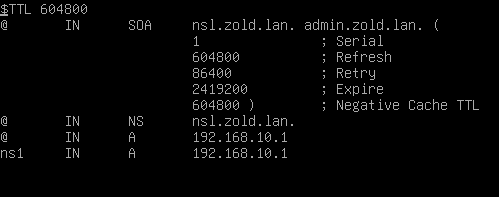 $TTL 604800
@ IN SOA nsl.zold.lan. admin.zold.lan. (
1 ; Serial
604800 ; Refresh
86400 ; Retry
2419200 ; Expire
604800 ) ; Negative Cache TTL
@ IN NS nsl.zold.lan.
@ IN A 192.168.10.1
ns1 IN A 192.168.10.1